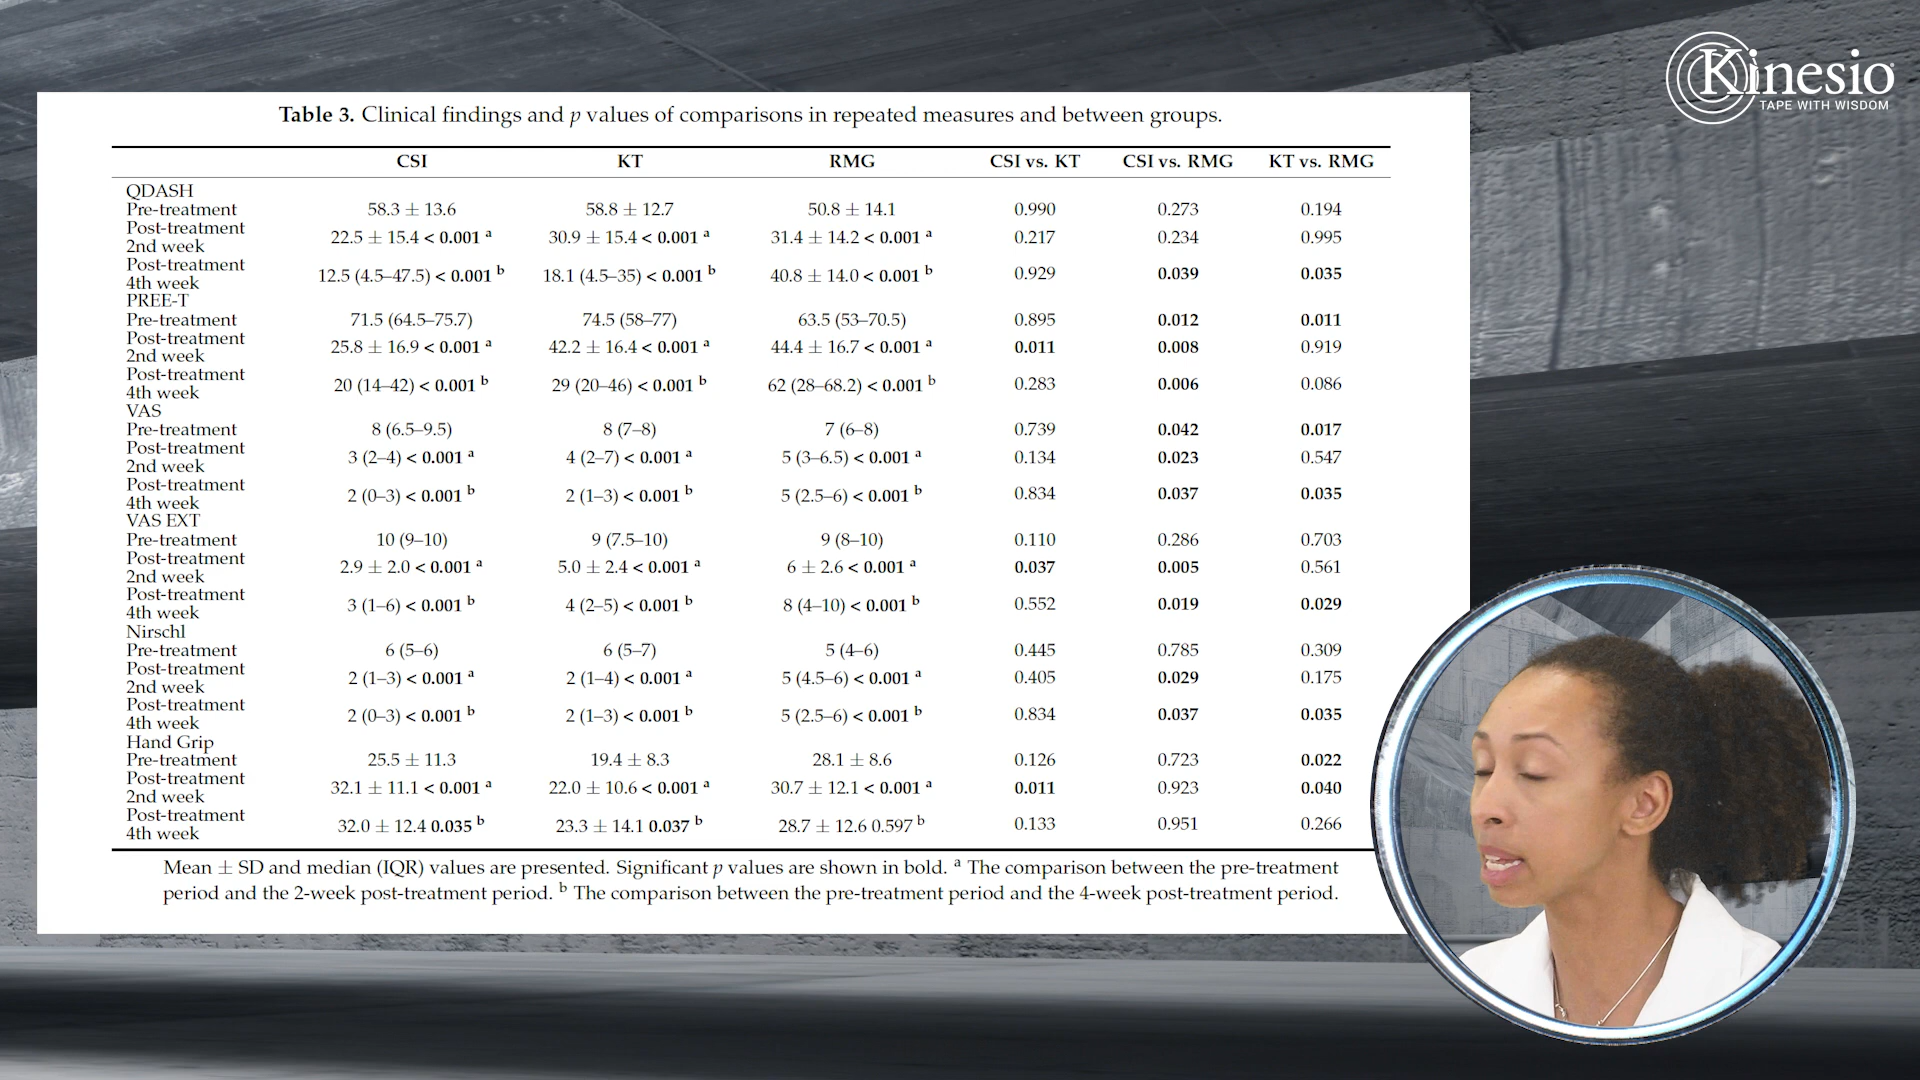 Kinesio
TAPE WITH WISDOM
Table 3. Clinical findings and p values of comparisons in repeated measures and between groups.
CSI KT RMG CSI vs. KT CSI vs. RMG KT vs. RMG
QDASH
Pre-treatment 58.3 ± 13.6 58.8 ± 12.7 50.8 ± 14.1 0.990 0.273 0.194
Post-treatment
2nd week 22.5 ± 15.4 < 0.001 a 30.9 ± 15.4 < 0.001 a 31.4 ± 14.2 < 0.001 a 0.217 0.234 0.995
Post-treatment
4th week 12.5 (4.5–47.5) < 0.001 b 18.1 (4.5–35) < 0.001 b 40.8 ± 14.0 < 0.001 b 0.929 0.039 0.035
PREE-T
Pre-treatment 71.5 (64.5–75.7) 74.5 (58–77) 63.5 (53–70.5) 0.895 0.012 0.011
Post-treatment
2nd week 25.8 ± 16.9 < 0.001 a 42.2 ± 16.4 < 0.001 a 44.4 ± 16.7 < 0.001 a 0.011 0.008 0.919
Post-treatment
4th week 20 (14–42) < 0.001 b 29 (20–46) < 0.001 b 62 (28–68.2) < 0.001 b 0.283 0.006 0.086
VAS
Pre-treatment 8 (6.5–9.5) 8 (7–8) 7 (6–8) 0.739 0.042 0.017
Post-treatment
2nd week 3 (2–4) < 0.001 a 4 (2–7) < 0.001 a 5 (3–6.5) < 0.001 a 0.134 0.023 0.547
Post-treatment
4th week 2 (0–3) < 0.001 b 2 (1–3) < 0.001 b 5 (2.5–6) < 0.001 b 0.834 0.037 0.035
VAS EXT
Pre-treatment 10 (9–10) 9 (7.5–10) 9 (8–10) 0.110 0.286 0.703
Post-treatment
2nd week 2.9 ± 2.0 < 0.001 a 5.0 ± 2.4 < 0.001 a 6 ± 2.6 < 0.001 a 0.037 0.005 0.561
Post-treatment
4th week 3 (1–6) < 0.001 b 4 (2–5) < 0.001 b 8 (4–10) < 0.001 b 0.552 0.019 0.029
Nirschl
Pre-treatment 6 (5–6) 6 (5–7) 5 (4–6) 0.445 0.785 0.309
Post-treatment
2nd week 2 (1–3) < 0.001 a 2 (1–4) < 0.001 a 5 (4.5–6) < 0.001 a 0.405 0.029 0.175
Post-treatment
4th week 2 (0–3) < 0.001 b 2 (1–3) < 0.001 b 5 (2.5–6) < 0.001 b 0.834 0.037 0.035
Hand Grip
Pre-treatment 25.5 ± 11.3 19.4 ± 8.3 28.1 ± 8.6 0.126 0.723 0.022
Post-treatment
2nd week 32.1 ± 11.1 < 0.001 a 22.0 ± 10.6 < 0.001 a 30.7 ± 12.1 < 0.001 a 0.011 0.923 0.040
Post-treatment
4th week 32.0 ± 12.4 0.035 b 23.3 ± 14.1 0.037 b 28.7 ± 12.6 0.597 b 0.133 0.951 0.266
Mean ± SD and median (IQR) values are presented. Significant p values are shown in bold. a The comparison between the pre-treatment
period and the 2-week post-treatment period. b The comparison between the pre-treatment period and the 4-week post-treatment period.